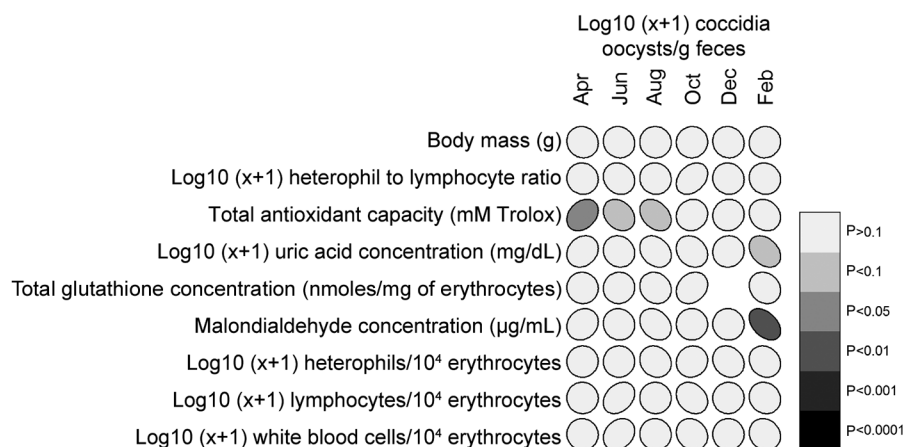 Log10 (x+1) coccidia
oocysts/g feces
Apr Jun Aug Oct Dec Feb
Body mass (g)
Log10 (x+1) heterophil to lymphocyte ratio
Total antioxidant capacity (mM Trolox)
Log10 (x+1) uric acid concentration (mg/dL)
Total glutathione concentration (nmoles/mg of erythrocytes)
Malondialdehyde concentration (µg/mL)
Log10 (x+1) heterophils/10⁴ erythrocytes
Log10 (x+1) lymphocytes/10⁴ erythrocytes
Log10 (x+1) white blood cells/10⁴ erythrocytes
P>0.1
P<0.1
P<0.05
P<0.01
P<0.001
P<0.0001